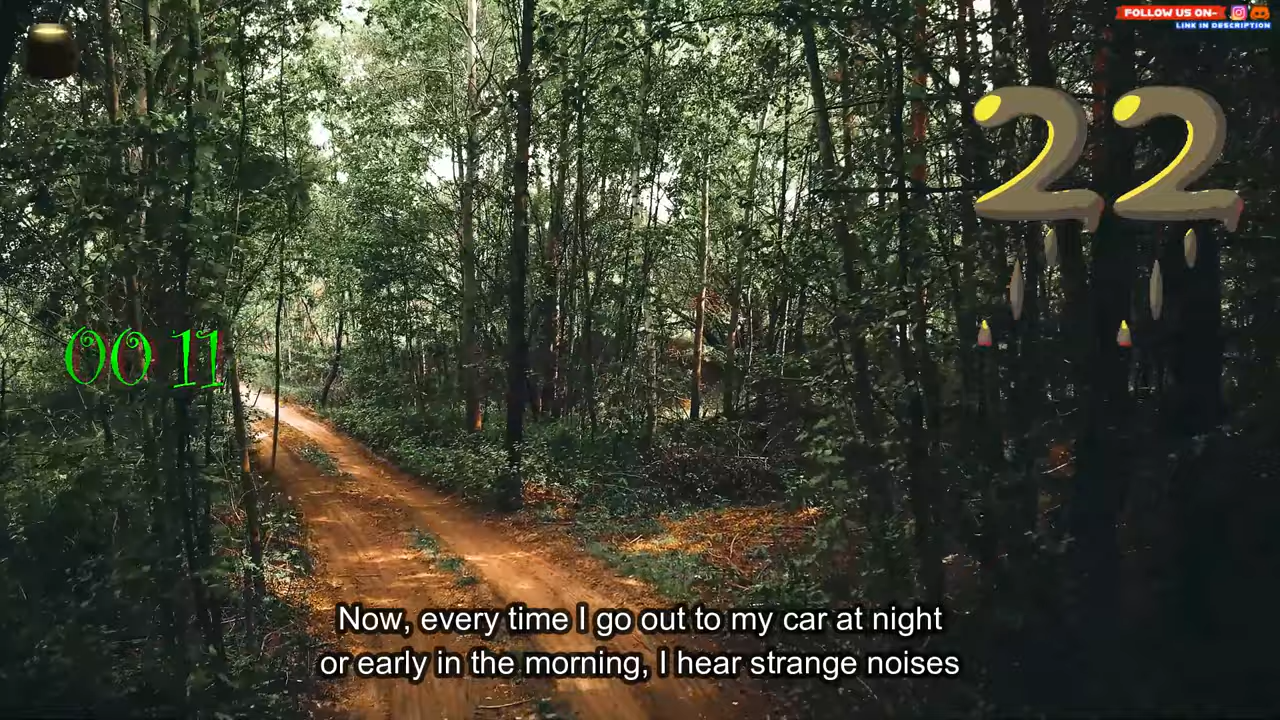 FOLLOW US ON-
LINK IN DESCRIPTION
22
00 11
Now, every time I go out to my car at night
or early in the morning, I hear strange noises